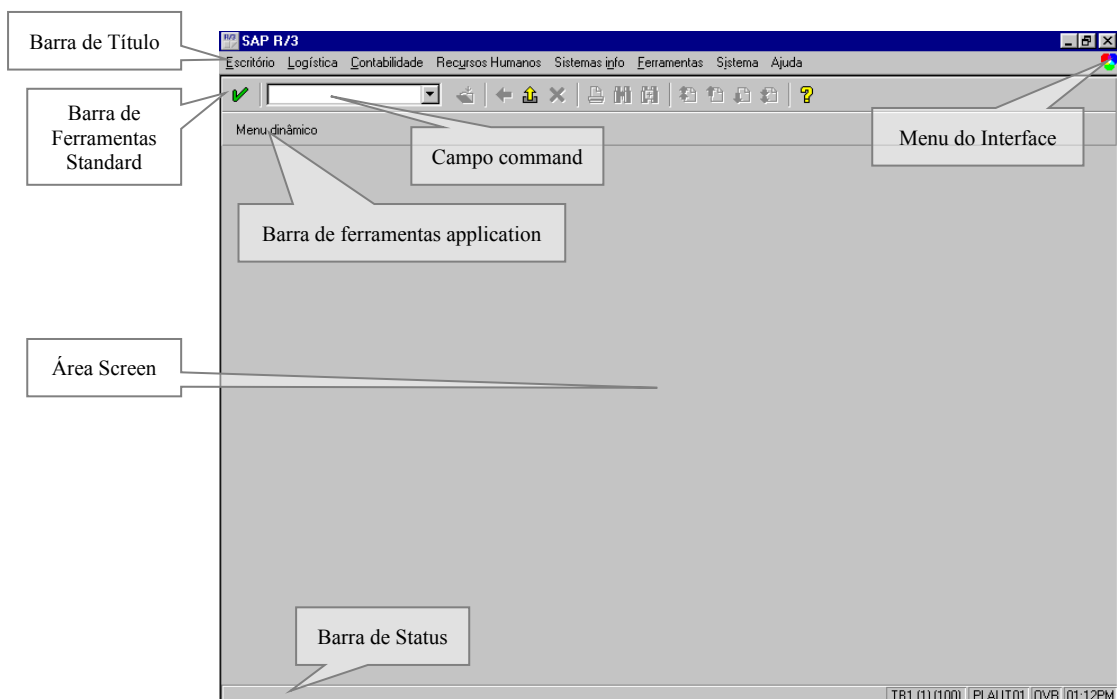 Barra de Título
SAP R/3
Escritório Logística Contabilidade Recursos Humanos Sistemas info Ferramentas Sistema Ajuda
Barra de
Ferramentas
Standard
Menu dinâmico
Campo command
Menu do Interface
Barra de ferramentas application
Área Screen
Barra de Status
TB1 (1) (100) PLAUT01 OVR 01:12PM